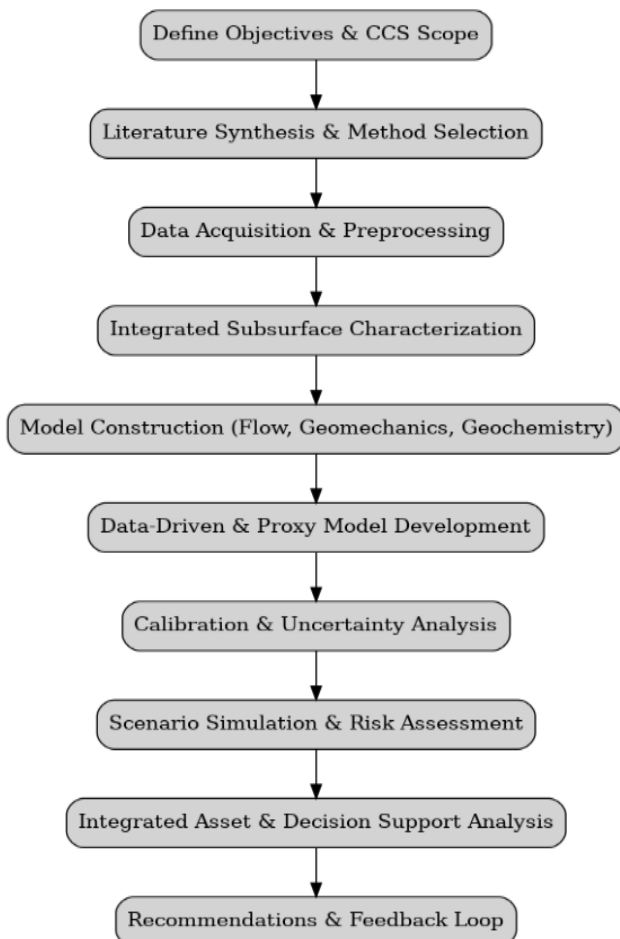 Define Objectives & CCS Scope
Literature Synthesis & Method Selection
Data Acquisition & Preprocessing
Integrated Subsurface Characterization
Model Construction (Flow, Geomechanics, Geochemistry)
Data-Driven & Proxy Model Development
Calibration & Uncertainty Analysis
Scenario Simulation & Risk Assessment
Integrated Asset & Decision Support Analysis
Recommendations & Feedback Loop